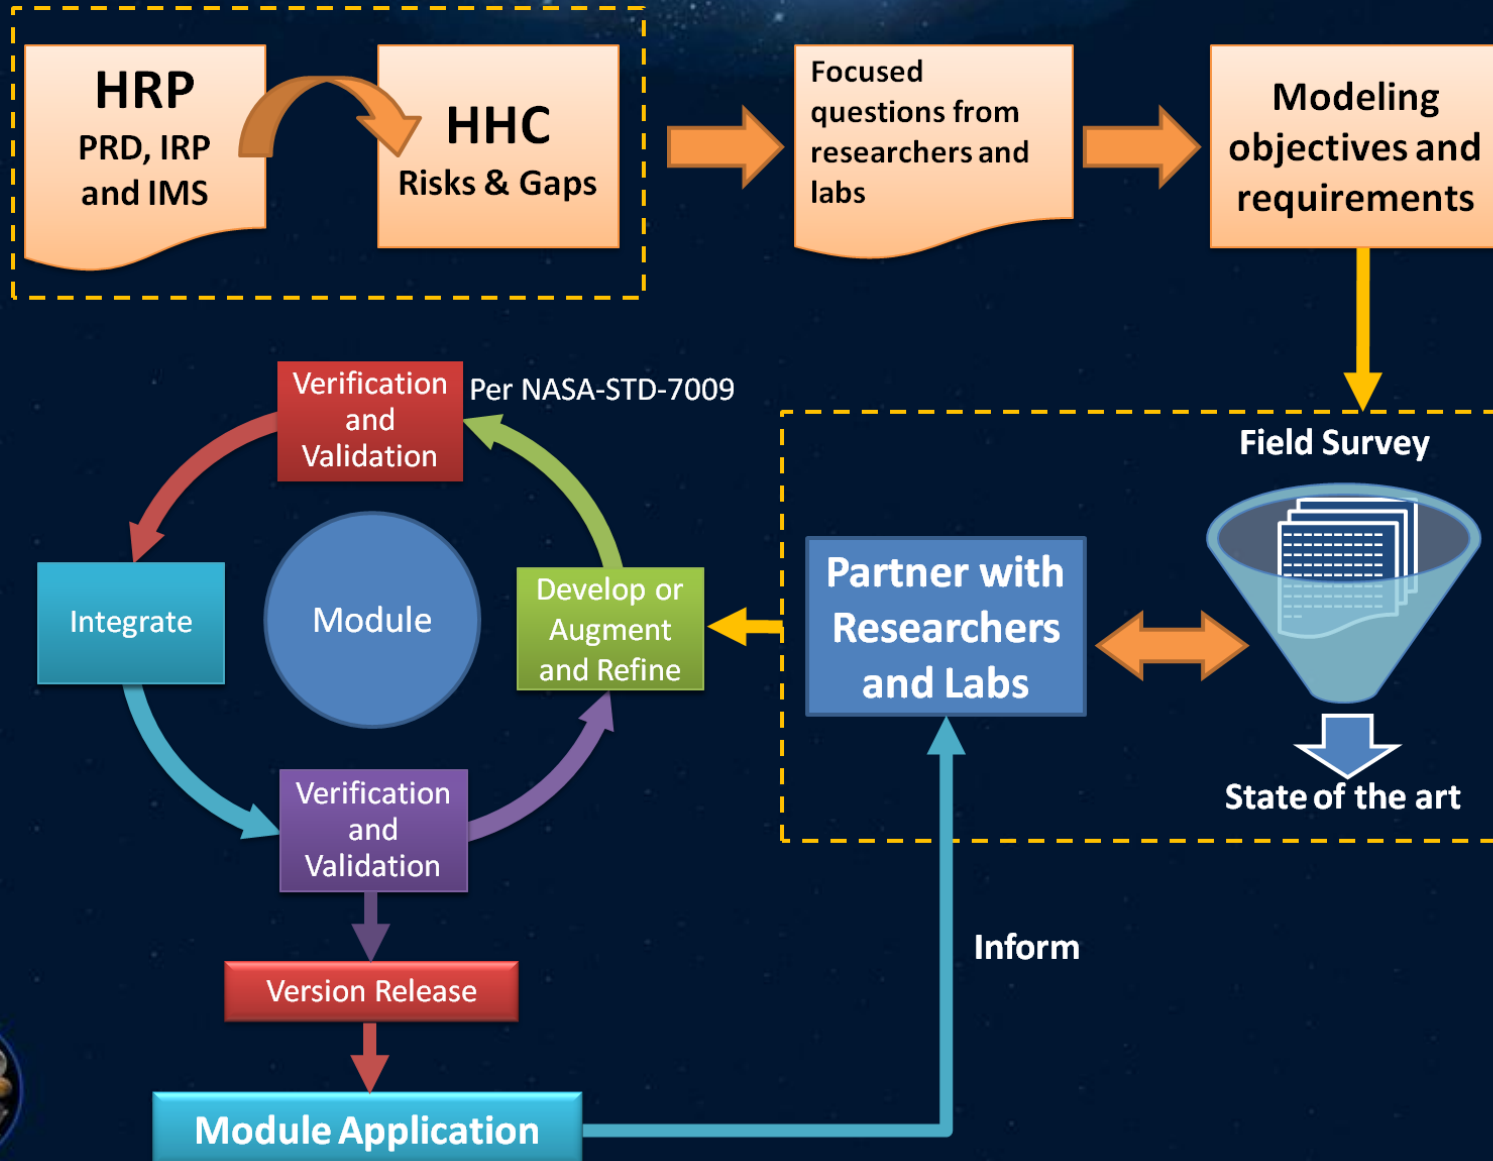 HRP
PRD, IRP
and IMS
HHC
Risks & Gaps
Focused
questions from
researchers and
labs
Modeling
objectives and
requirements
Verification
and
Validation
Per NASA-STD-7009
Field Survey
Integrate
Module
Develop or
Augment
and Refine
Partner with
Researchers
and Labs
State of the art
Verification
and
Validation
Inform
Version Release
Module Application